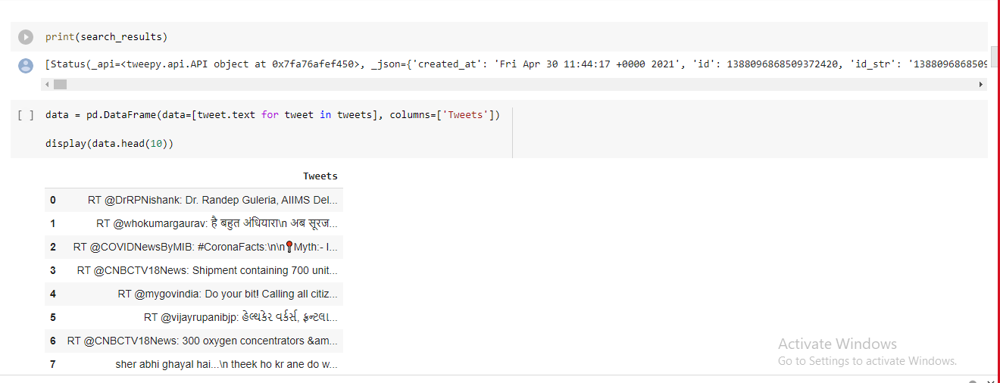 print(search_results)
[Status(_api=<tweepy.api.API object at 0x7fa76afef450>, _json={'created_at': 'Fri Apr 30 11:44:17 +0000 2021', 'id': 1388096868509372420, 'id_str': '1388096868509
[ ] data = pd.DataFrame(data=[tweet.text for tweet in tweets], columns=['Tweets'])
display(data.head(10))
Tweets
0 RT @DrRPNishank: Dr. Randep Guleria, AIIMS Del...
1 RT @whokumargaurav: है बहुत अंधियारा\n अब सूरज...
2 RT @COVIDNewsByMIB: #CoronaFacts:\n\n📍Myth:- I...
3 RT @CNBCTV18News: Shipment containing 700 unit...
4 RT @mygovindia: Do your bit! Calling all citiz...
5 RT @vijayrupanibjp: હેલ્થકેર વર્કર્સ, ફ્રન્ટલા...
6 RT @CNBCTV18News: 300 oxygen concentrators &am...
7 sher abhi ghayal hai...\n theek ho kr ane do w...
Activate Windows
Go to Settings to activate Windows.